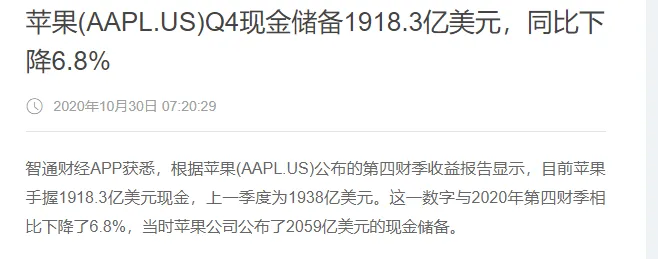 苹果(AAPL.US)Q4现金储备1918.3亿美元，同比下
降6.8%
2020年10月30日 07:20:29
智通财经APP获悉，根据苹果(AAPL.US)公布的第四财季收益报告显示，目前苹果
手握1918.3亿美元现金，上一季度为1938亿美元。这一数字与2020年第四财季相
比下降了6.8%，当时苹果公司公布了2059亿美元的现金储备。